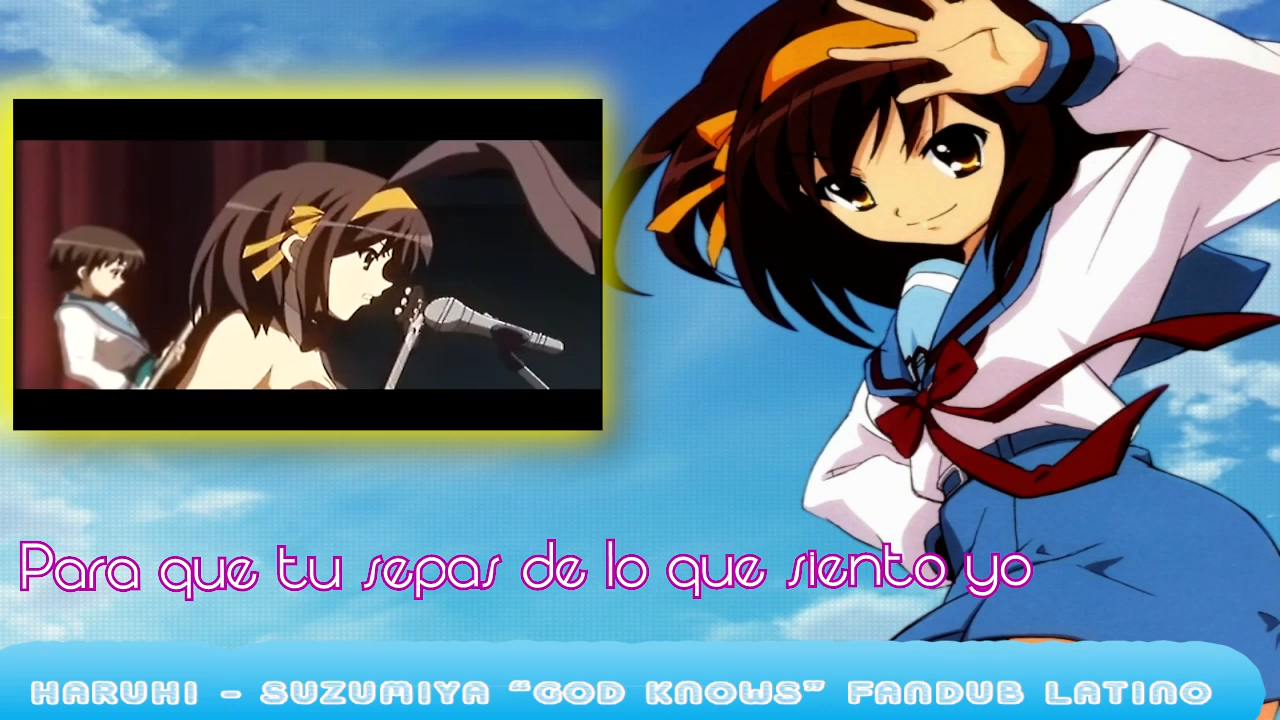 Para que tu sepas de lo que siento yo
HARUHI - SUZUMIYA “GOD KNOWS” FANDUB LATINO